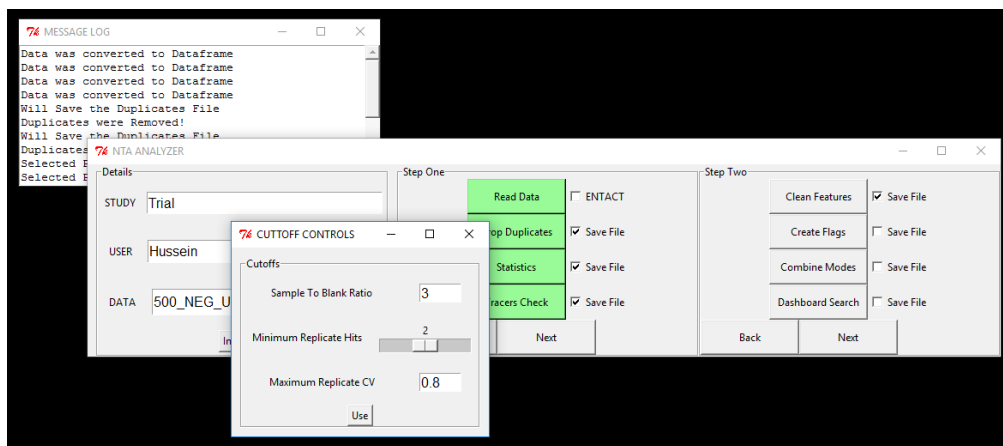 MESSAGE LOG
Data was converted to Dataframe
Data was converted to Dataframe
Data was converted to Dataframe
Data was converted to Dataframe
Will Save the Duplicates File
Duplicates were Removed!
Will Save the Duplicates File
Duplicates
Selected
Selected
NTA ANALYZER
Details
STUDY Trial
USER Hussein
DATA 500_NEG_U
Step One
Read Data ENTACT
op Duplicates Save File
Statistics Save File
racers Check Save File
Next
Step Two
Clean Features Save File
Create Flags Save File
Combine Modes Save File
Dashboard Search Save File
Back Next
CUTTOFF CONTROLS
Cutoffs
Sample To Blank Ratio 3
Minimum Replicate Hits 2
Maximum Replicate CV 0.8
Use